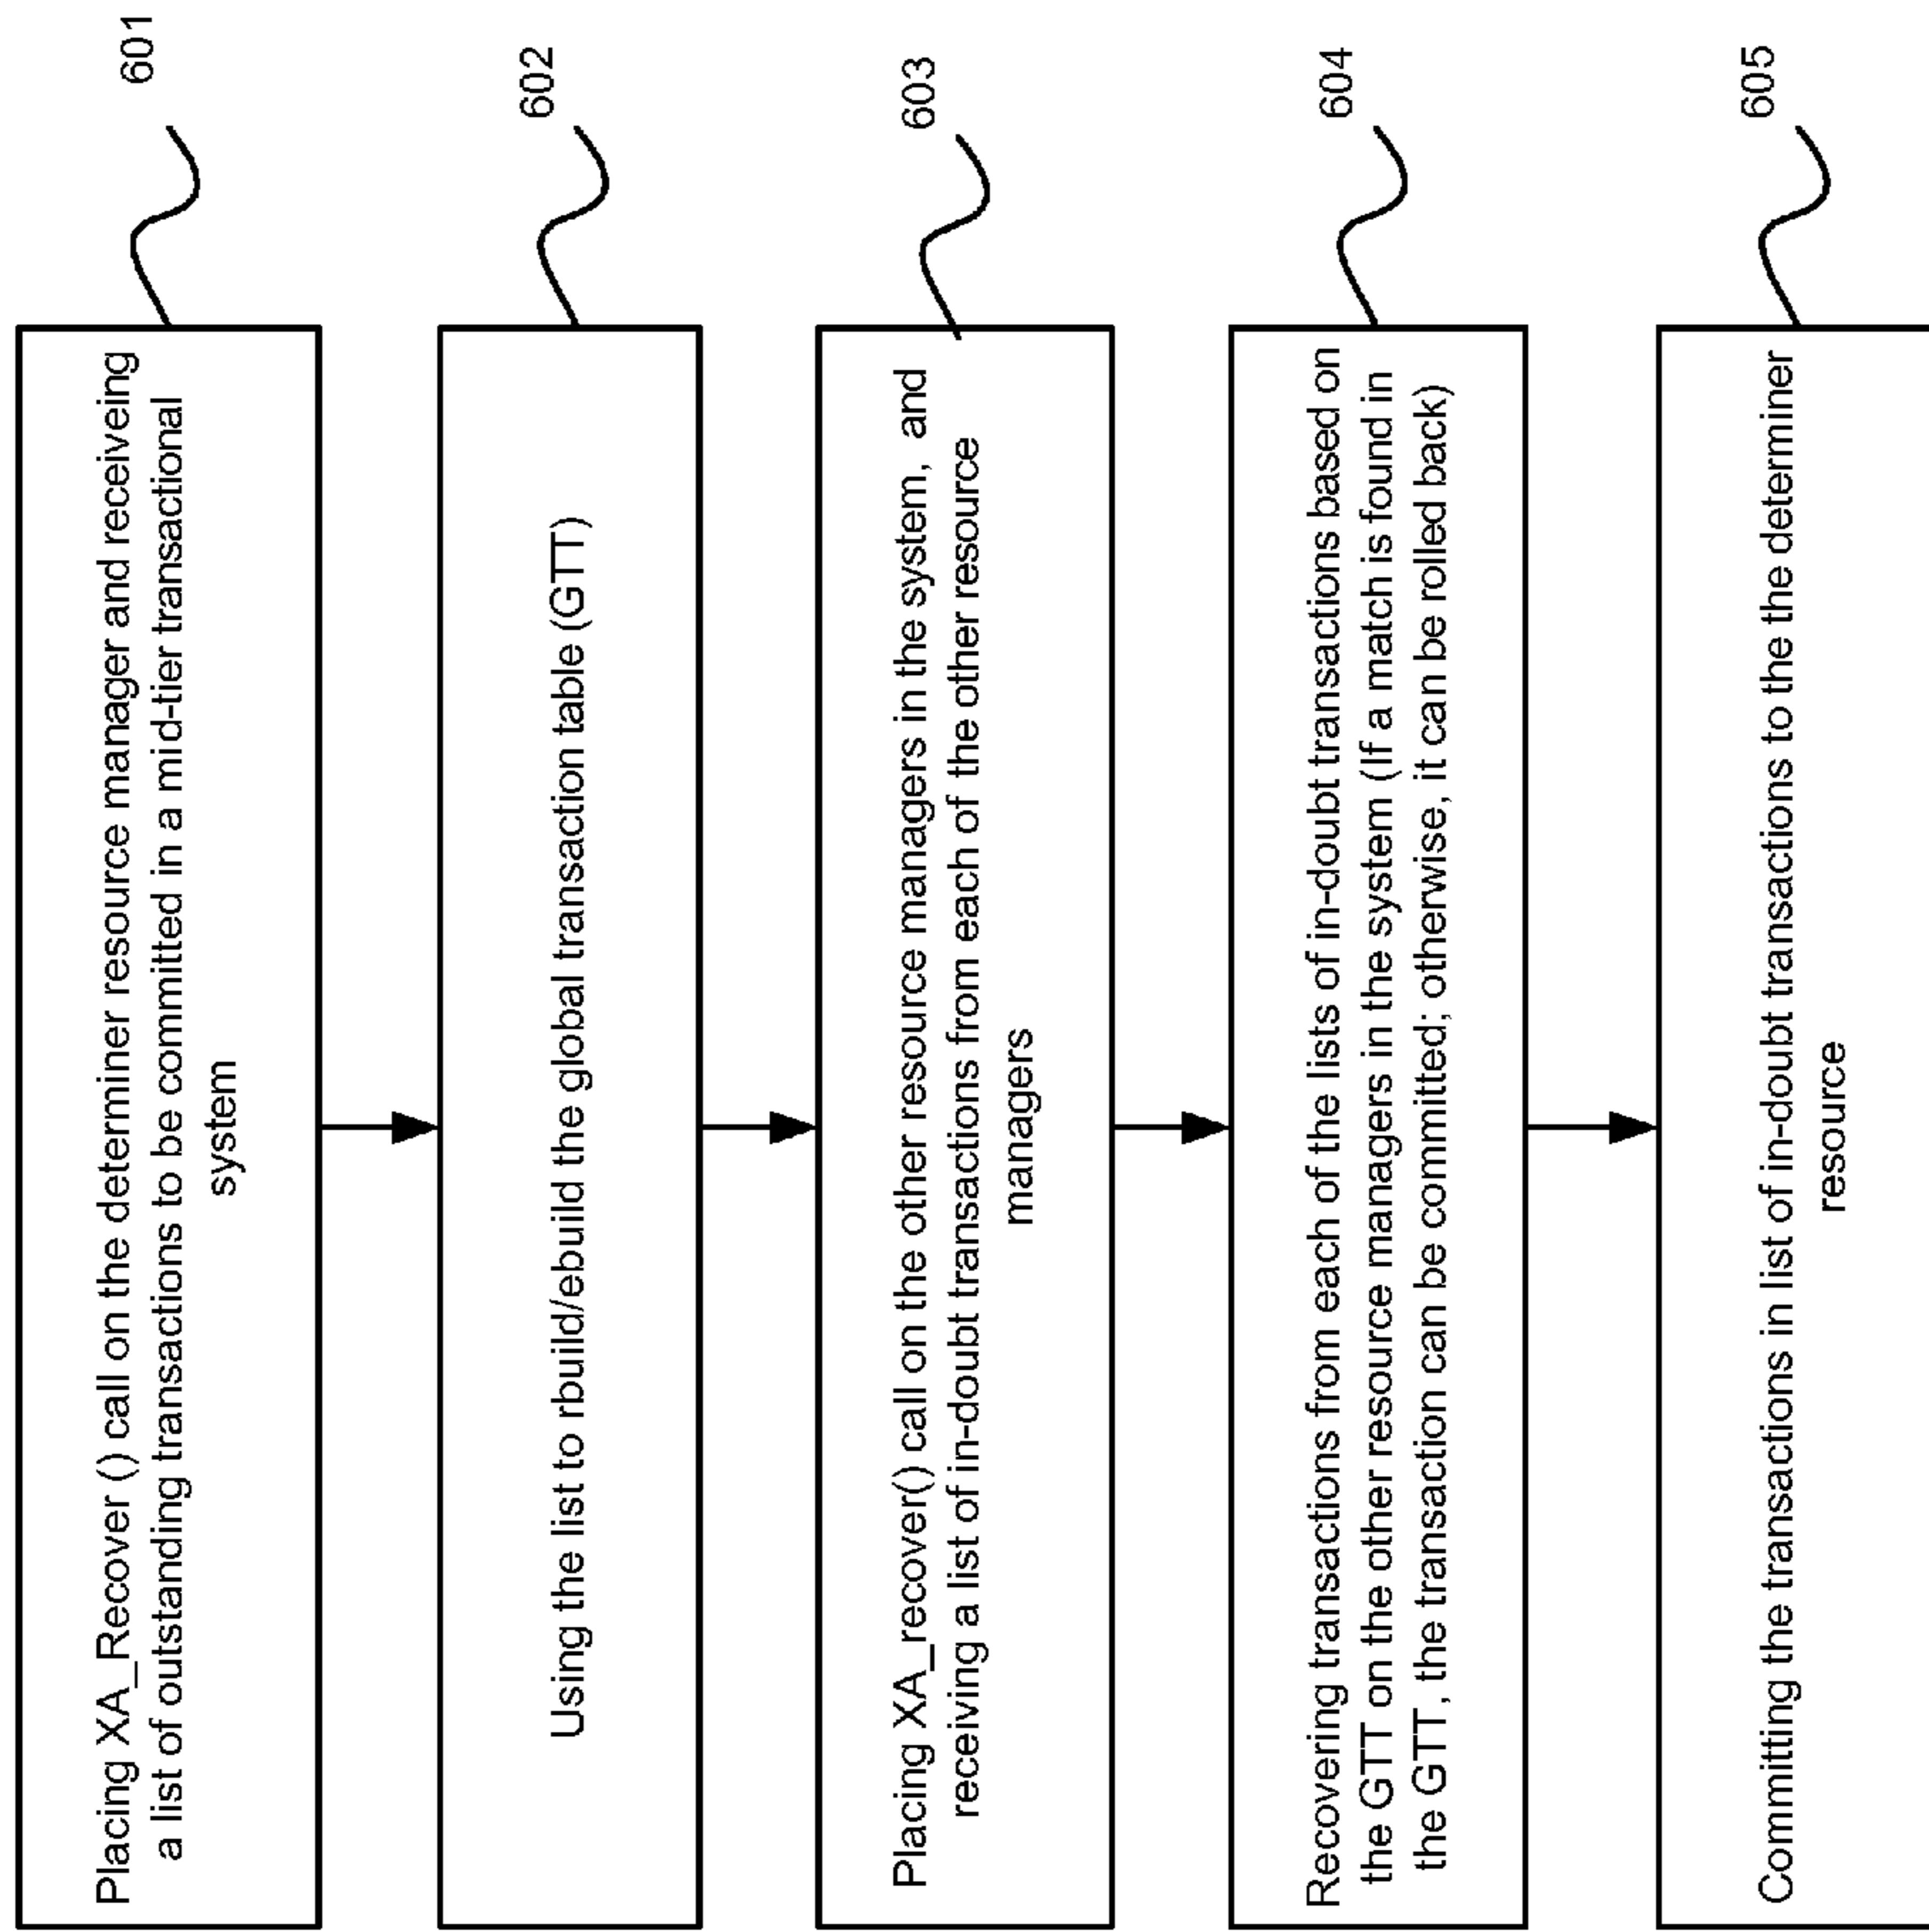 Placing XA_Recover () call on the determiner resource manager and receiveing
a list of outstanding transactions to be committed in a mid-tier transactional
system
601
Using the list to rbuild/ebuild the global transaction table (GTT)
602
Placing XA_recover() call on the other resource managers in the system, and
receiving a list of in-doubt transactions from each of the other resource
managers
603
Recovering transactions from each of the lists of in-doubt transactions based on
the GTT on the other resource managers in the system (If a match is found in
the GTT, the transaction can be committed; otherwise, it can be rolled back)
604
Committing the transactions in list of in-doubt transactions to the the determiner
resource
605